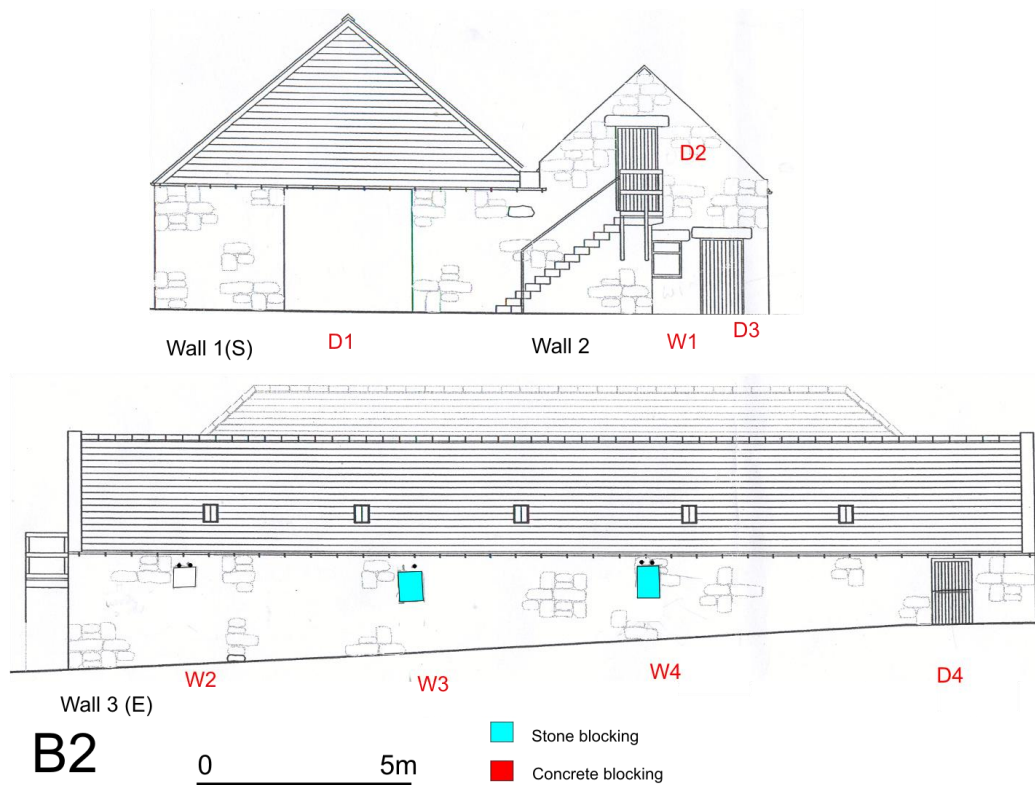 D2
D3
Wall 1(S)
D1
Wall 2
W1
W2
W3
W4
D4
Wall 3 (E)
B2
0
5m
Stone blocking
Concrete blocking